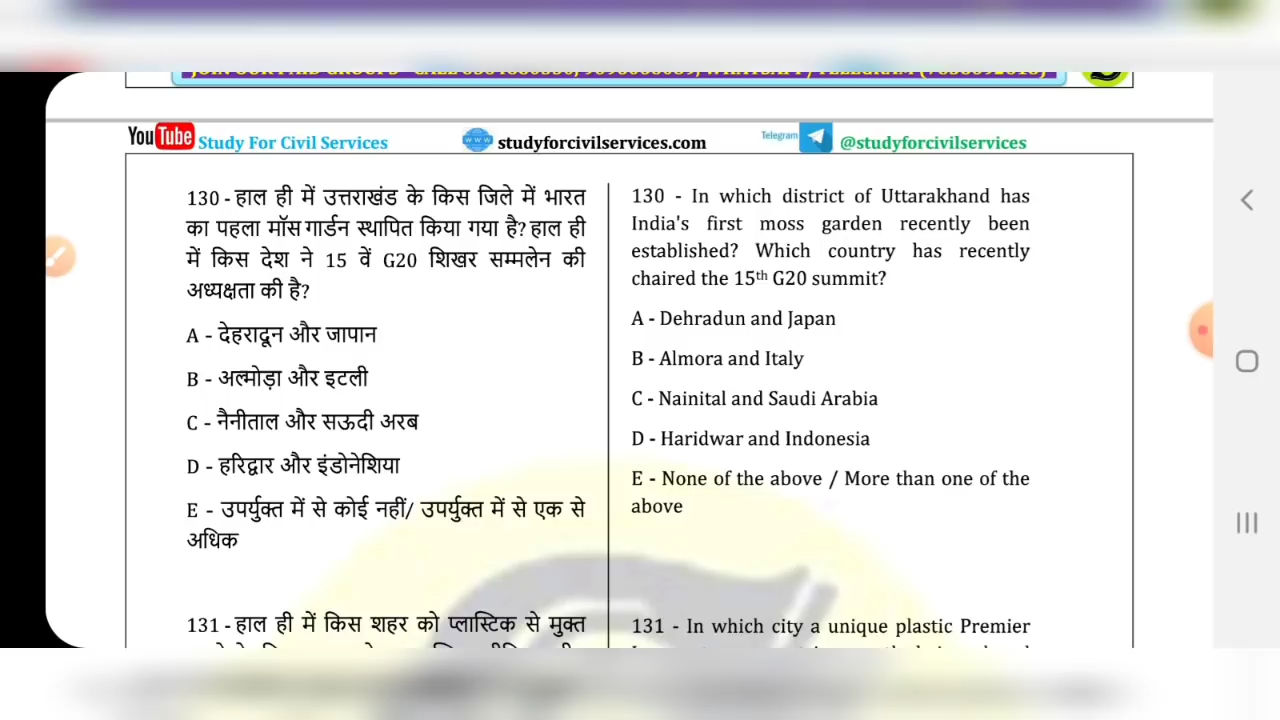 YouTube Study For Civil Services
studyforcivilservices.com
Telegram @studyforcivilservices
130 - हाल ही में उत्तराखंड के किस जिले में भारत
का पहला मॉस गार्डन स्थापित किया गया है? हाल ही
में किस देश ने 15 वें G20 शिखर सम्मलेन की
अध्यक्षता की है?
A - देहरादून और जापान
B - अल्मोड़ा और इटली
C - नैनीताल और सऊदी अरब
D - हरिद्वार और इंडोनेशिया
E - उपर्युक्त में से कोई नहीं/ उपर्युक्त में से एक से
अधिक
131 - हाल ही में किस शहर को प्लास्टिक से मुक्त
130 - In which district of Uttarakhand has
India's first moss garden recently been
established? Which country has recently
chaired the 15th G20 summit?
A - Dehradun and Japan
B - Almora and Italy
C - Nainital and Saudi Arabia
D - Haridwar and Indonesia
E - None of the above / More than one of the
above
131 - In which city a unique plastic Premier